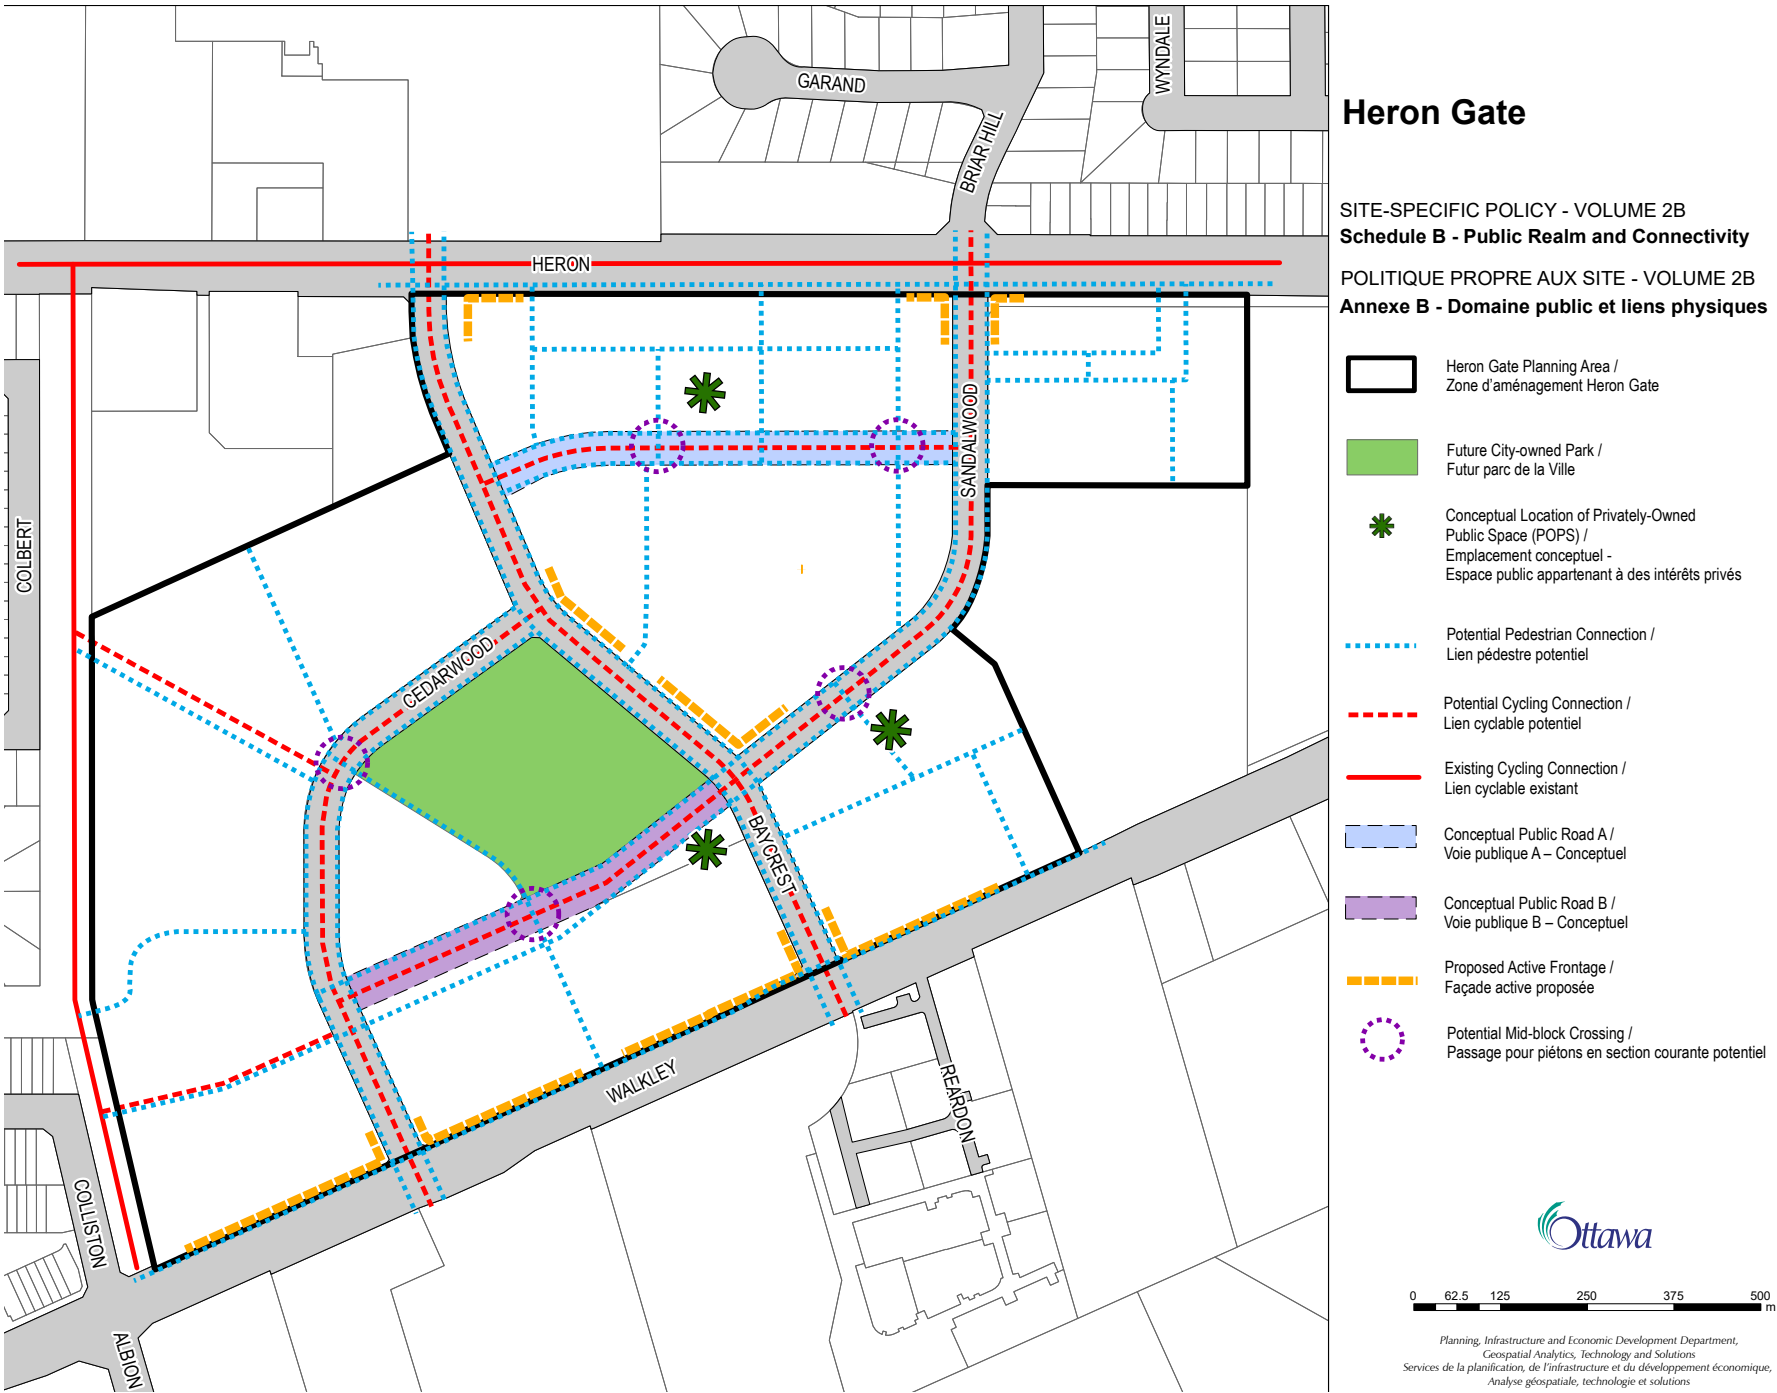 GARAND
WYNDALE
BRIAR HILL
HERON
SANDALWOOD
COLBERT
CEDARWOOD
BAYCREST
WALKLEY
REARDON
COLLISTON
ALBION
Heron Gate
SITE-SPECIFIC POLICY - VOLUME 2B
Schedule B - Public Realm and Connectivity
POLITIQUE PROPRE AUX SITE - VOLUME 2B
Annexe B - Domaine public et liens physiques
Heron Gate Planning Area /
Zone d'aménagement Heron Gate
Future City-owned Park /
Futur parc de la Ville
Conceptual Location of Privately-Owned
Public Space (POPS) /
Emplacement conceptuel -
Espace public appartenant à des intérêts privés
Potential Pedestrian Connection /
Lien pédestre potentiel
Potential Cycling Connection /
Lien cyclable potentiel
Existing Cycling Connection /
Lien cyclable existant
Conceptual Public Road A /
Voie publique A – Conceptuel
Conceptual Public Road B /
Voie publique B – Conceptuel
Proposed Active Frontage /
Façade active proposée
Potential Mid-block Crossing /
Passage pour piétons en section courante potentiel
Ottawa
0 62.5 125 250 375 500
m
Planning, Infrastructure and Economic Development Department,
Geospatial Analytics, Technology and Solutions
Services de la planification, de l'infrastructure et du développement économique,
Analyse géospatiale, technologie et solutions